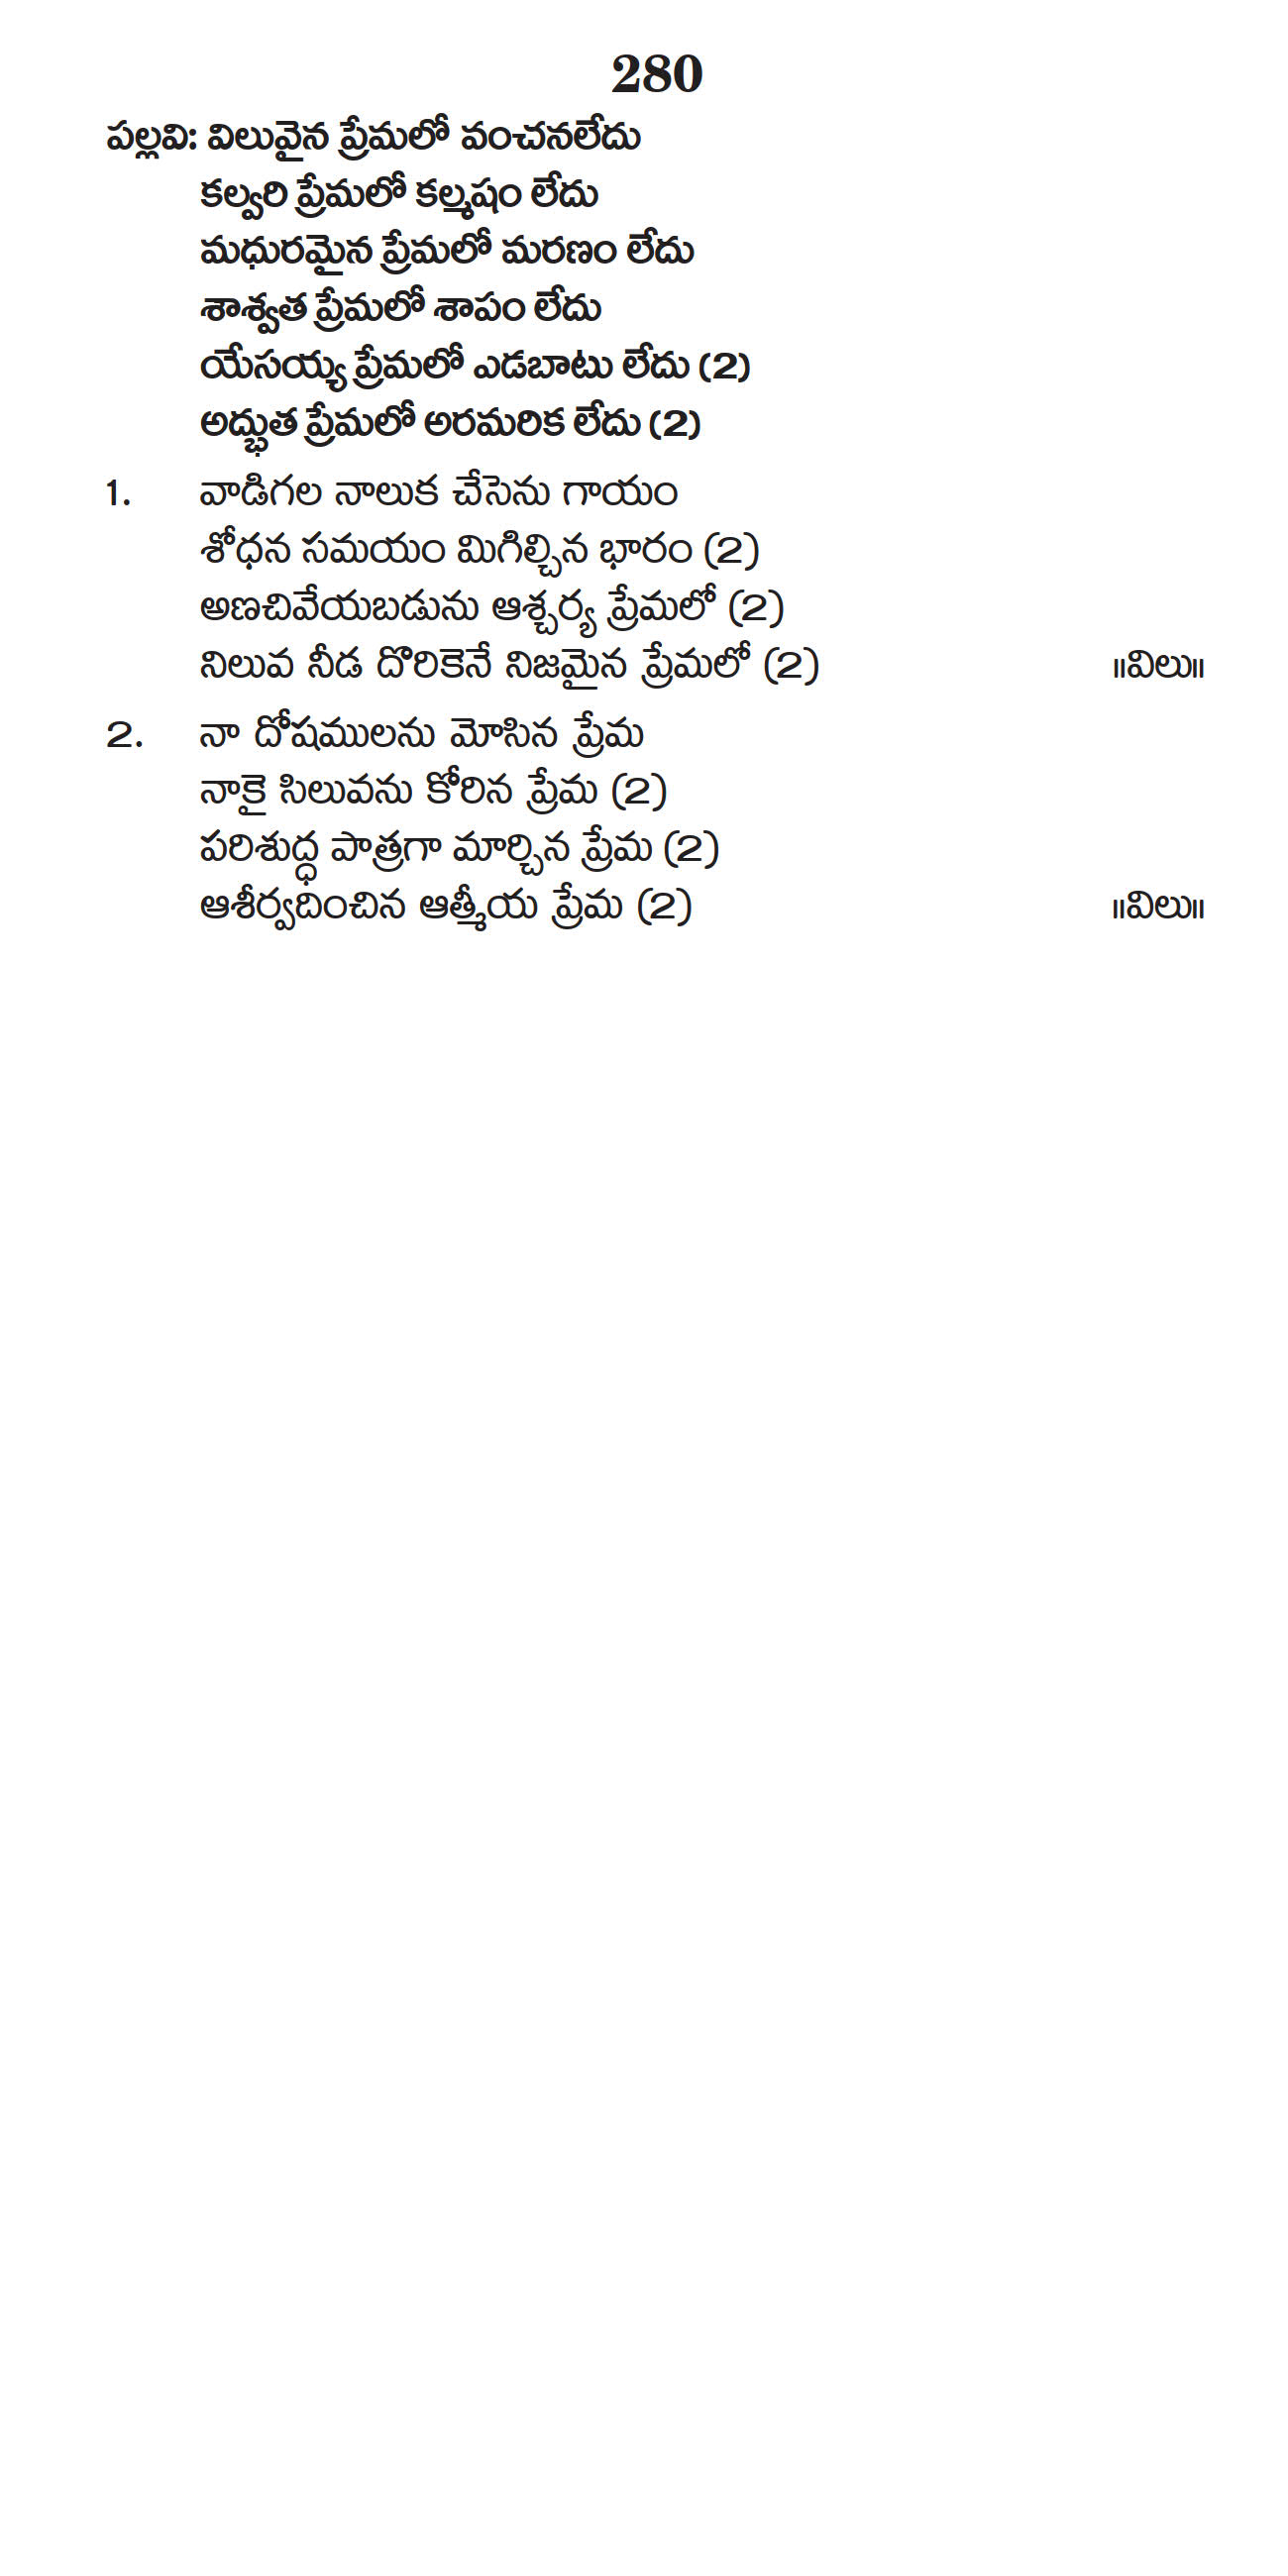 280
పల్లవి: విలువైన ప్రేమలో వంచనలేదు
కల్వరి ప్రేమలో కల్మషం లేదు
మధురమైన ప్రేమలో మరణం లేదు
శాశ్వత ప్రేమలో శాపం లేదు
యేసయ్య ప్రేమలో ఎడబాటు లేదు (2)
అద్భుత ప్రేమలో అరమరిక లేదు (2)
1. వాడిగల నాలుక చేసెను గాయం
శోధన సమయం మిగిల్చిన భారం (2)
అణచివేయబడును ఆశ్చర్య ప్రేమలో (2)
నిలువ నీడ దొరికెనే నిజమైన ప్రేమలో (2) ॥విలు॥
2. నా దోషములను మోసిన ప్రేమ
నాకై సిలువను కోరిన ప్రేమ (2)
పరిశుద్ధ పాత్రగా మార్చిన ప్రేమ (2)
ఆశీర్వదించిన ఆత్మీయ ప్రేమ (2) ॥విలు॥